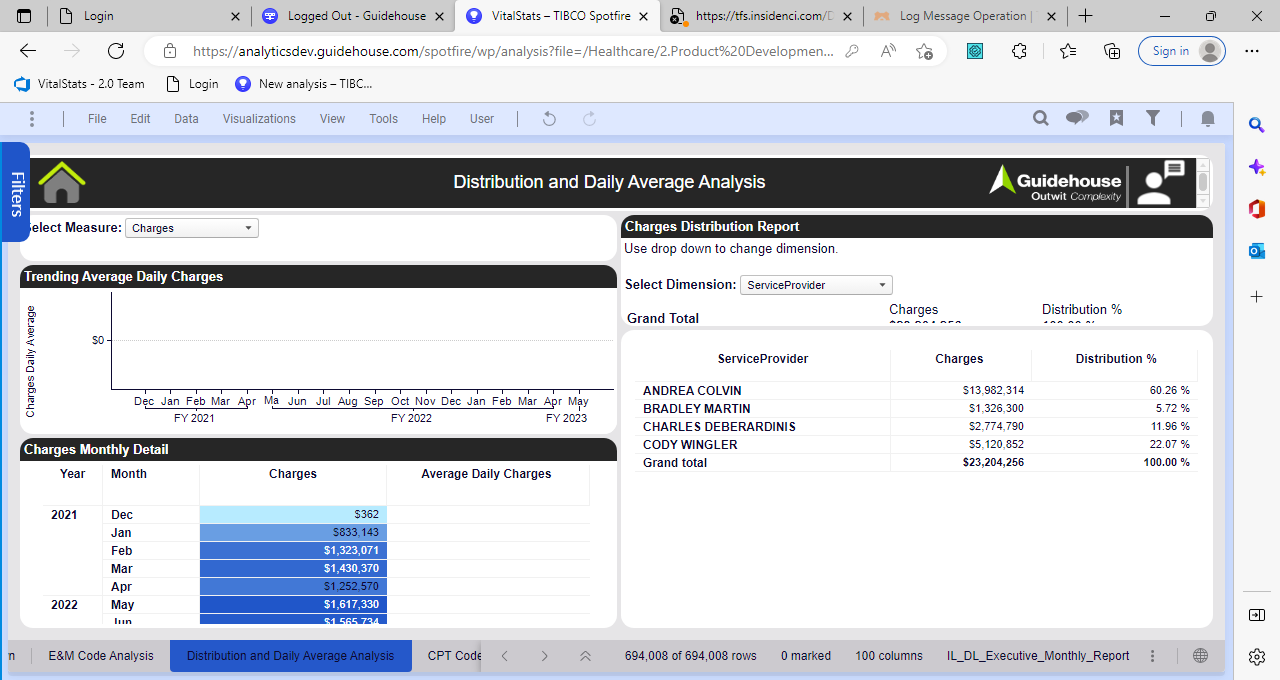 Login
Logged Out - Guidehouse
VitalStats – TIBCO Spotfire
https://tfs.insidenci.com/D
Log Message Operation |
https://analyticsdev.guidehouse.com/spotfire/wp/analysis?file=/Healthcare/2.Product%20Developmen...
Sign in
VitalStats - 2.0 Team
Login
New analysis – TIBC...
File Edit Data Visualizations View Tools Help User
Filters
Distribution and Daily Average Analysis
Guidehouse
Outwit Complexity
elect Measure: Charges
Trending Average Daily Charges
Charges Daily Average
$0
Dec Jan Feb Mar Apr Ma Jun Jul Aug Sep Oct Nov Dec Jan Feb Mar Apr May
FY 2021 FY 2022 FY 2023
Charges Monthly Detail
Year Month Charges Average Daily Charges
2021 Dec $362
Jan $833,143
Feb $1,323,071
Mar $1,430,370
Apr $1,252,570
2022 May $1,617,330
Jun $1,565,734
Charges Distribution Report
Use drop down to change dimension.
Select Dimension: ServiceProvider
Charges Distribution %
Grand Total
ServiceProvider Charges Distribution %
ANDREA COLVIN $13,982,314 60.26 %
BRADLEY MARTIN $1,326,300 5.72 %
CHARLES DEBERARDINIS $2,774,790 11.96 %
CODY WINGLER $5,120,852 22.07 %
Grand total $23,204,256 100.00 %
E&M Code Analysis
Distribution and Daily Average Analysis
CPT Code
694,008 of 694,008 rows
0 marked
100 columns
IL_DL_Executive_Monthly_Report